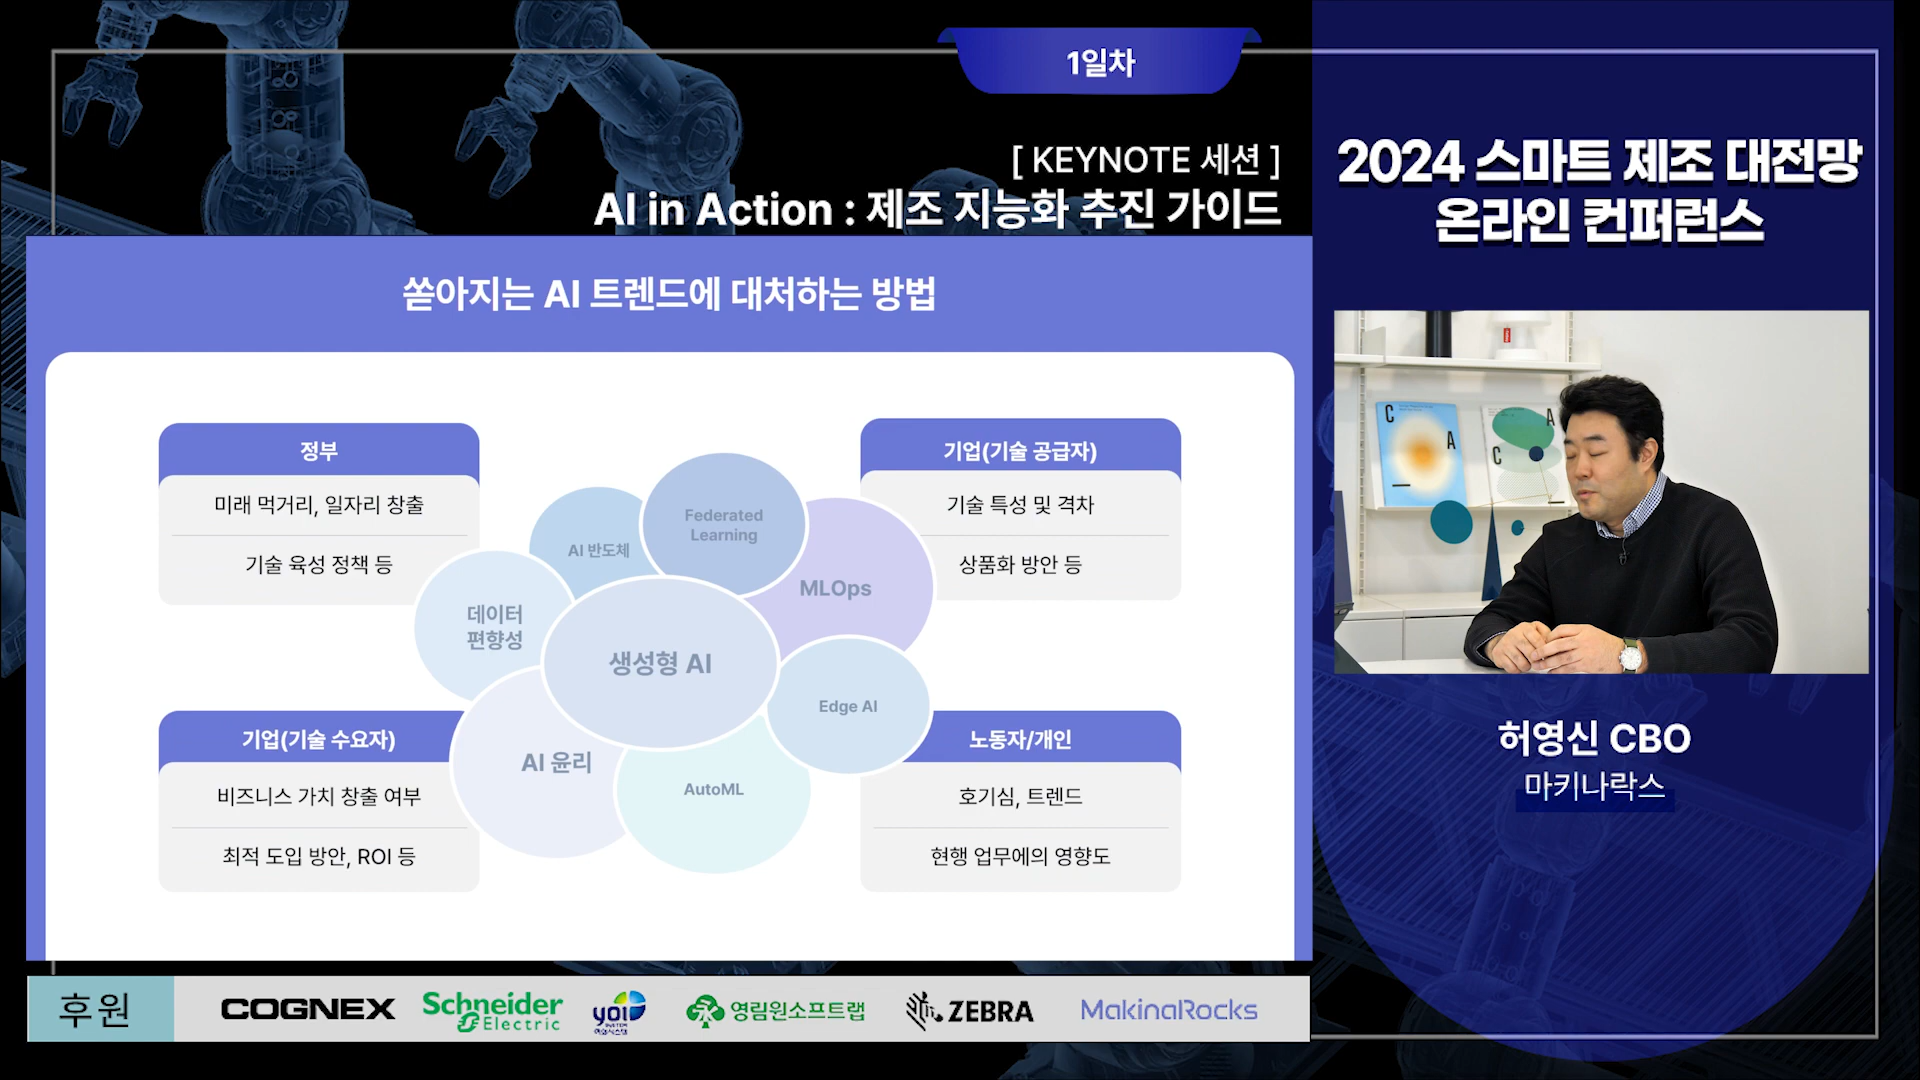 1일차
[ KEYNOTE 세션 ]
AI in Action : 제조 지능화 추진 가이드
2024 스마트 제조 대전망
온라인 컨퍼런스
쏟아지는 AI 트렌드에 대처하는 방법
정부
미래 먹거리, 일자리 창출
기술 육성 정책 등
기업(기술 공급자)
기술 특성 및 격차
상품화 방안 등
AI 반도체
Federated
Learning
MLOps
데이터
편향성
생성형 AI
Edge AI
AI 윤리
AutoML
기업(기술 수요자)
비즈니스 가치 창출 여부
최적 도입 방안, ROI 등
노동자/개인
호기심, 트렌드
현행 업무에의 영향도
C
A
A
C
허영신 CBO
마키나락스
후원
COGNEX
Schneider
Electric
yoi
영림원소프트랩
ZEBRA
MakinaRocks